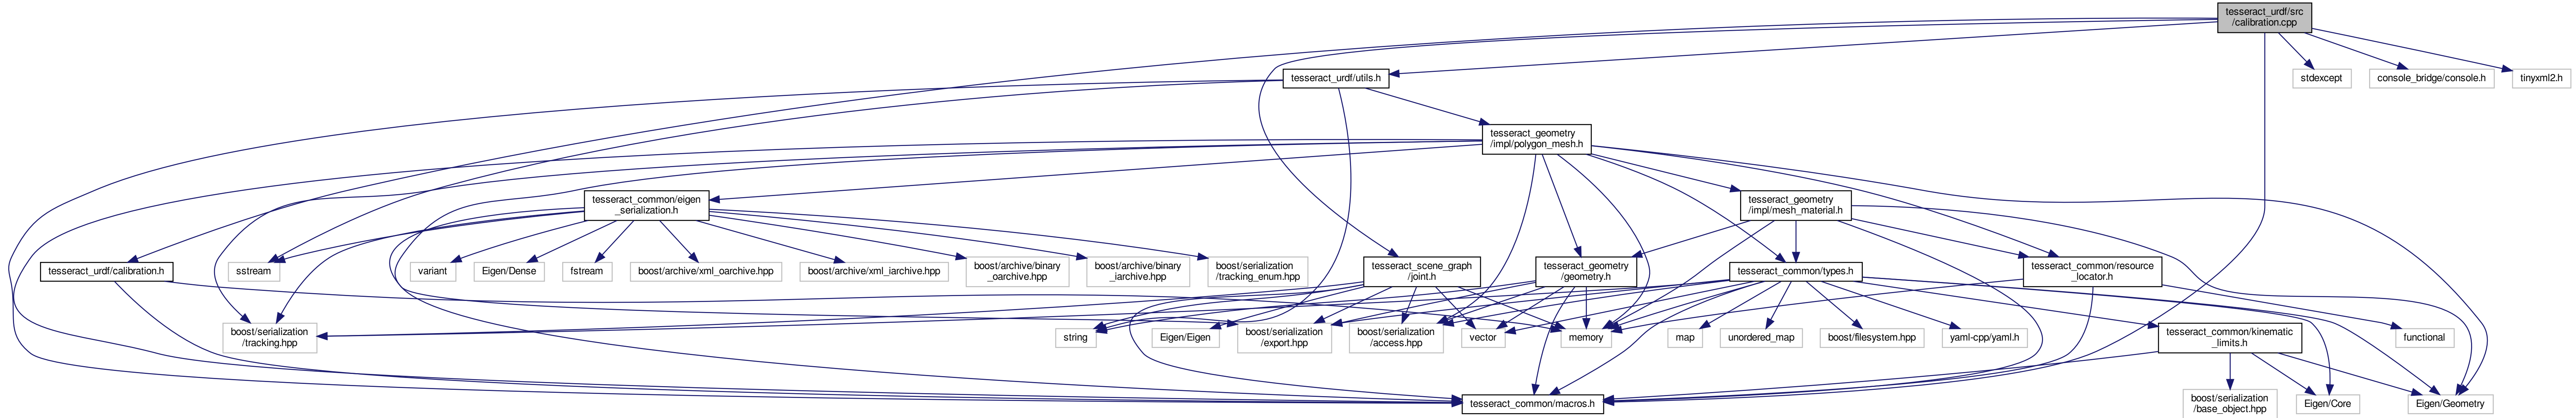 tesseract_urdf/src
/calibration.cpp
tesseract_urdf/utils.h
stdexcept
console_bridge/console.h
tinyxml2.h
tesseract_geometry
/impl/polygon_mesh.h
tesseract_common/eigen
_serialization.h
tesseract_geometry
/impl/mesh_material.h
tesseract_urdf/calibration.h
sstream
variant
Eigen/Dense
fstream
boost/archive/xml_oarchive.hpp
boost/archive/xml_iarchive.hpp
boost/archive/binary
_oarchive.hpp
boost/archive/binary
_iarchive.hpp
boost/serialization
/tracking_enum.hpp
tesseract_scene_graph
/joint.h
tesseract_geometry
/geometry.h
tesseract_common/types.h
tesseract_common/resource
_locator.h
boost/serialization
/tracking.hpp
string
Eigen/Eigen
boost/serialization
/export.hpp
boost/serialization
/access.hpp
vector
memory
map
unordered_map
boost/filesystem.hpp
yaml-cpp/yaml.h
tesseract_common/kinematic
_limits.h
functional
tesseract_common/macros.h
boost/serialization
/base_object.hpp
Eigen/Core
Eigen/Geometry